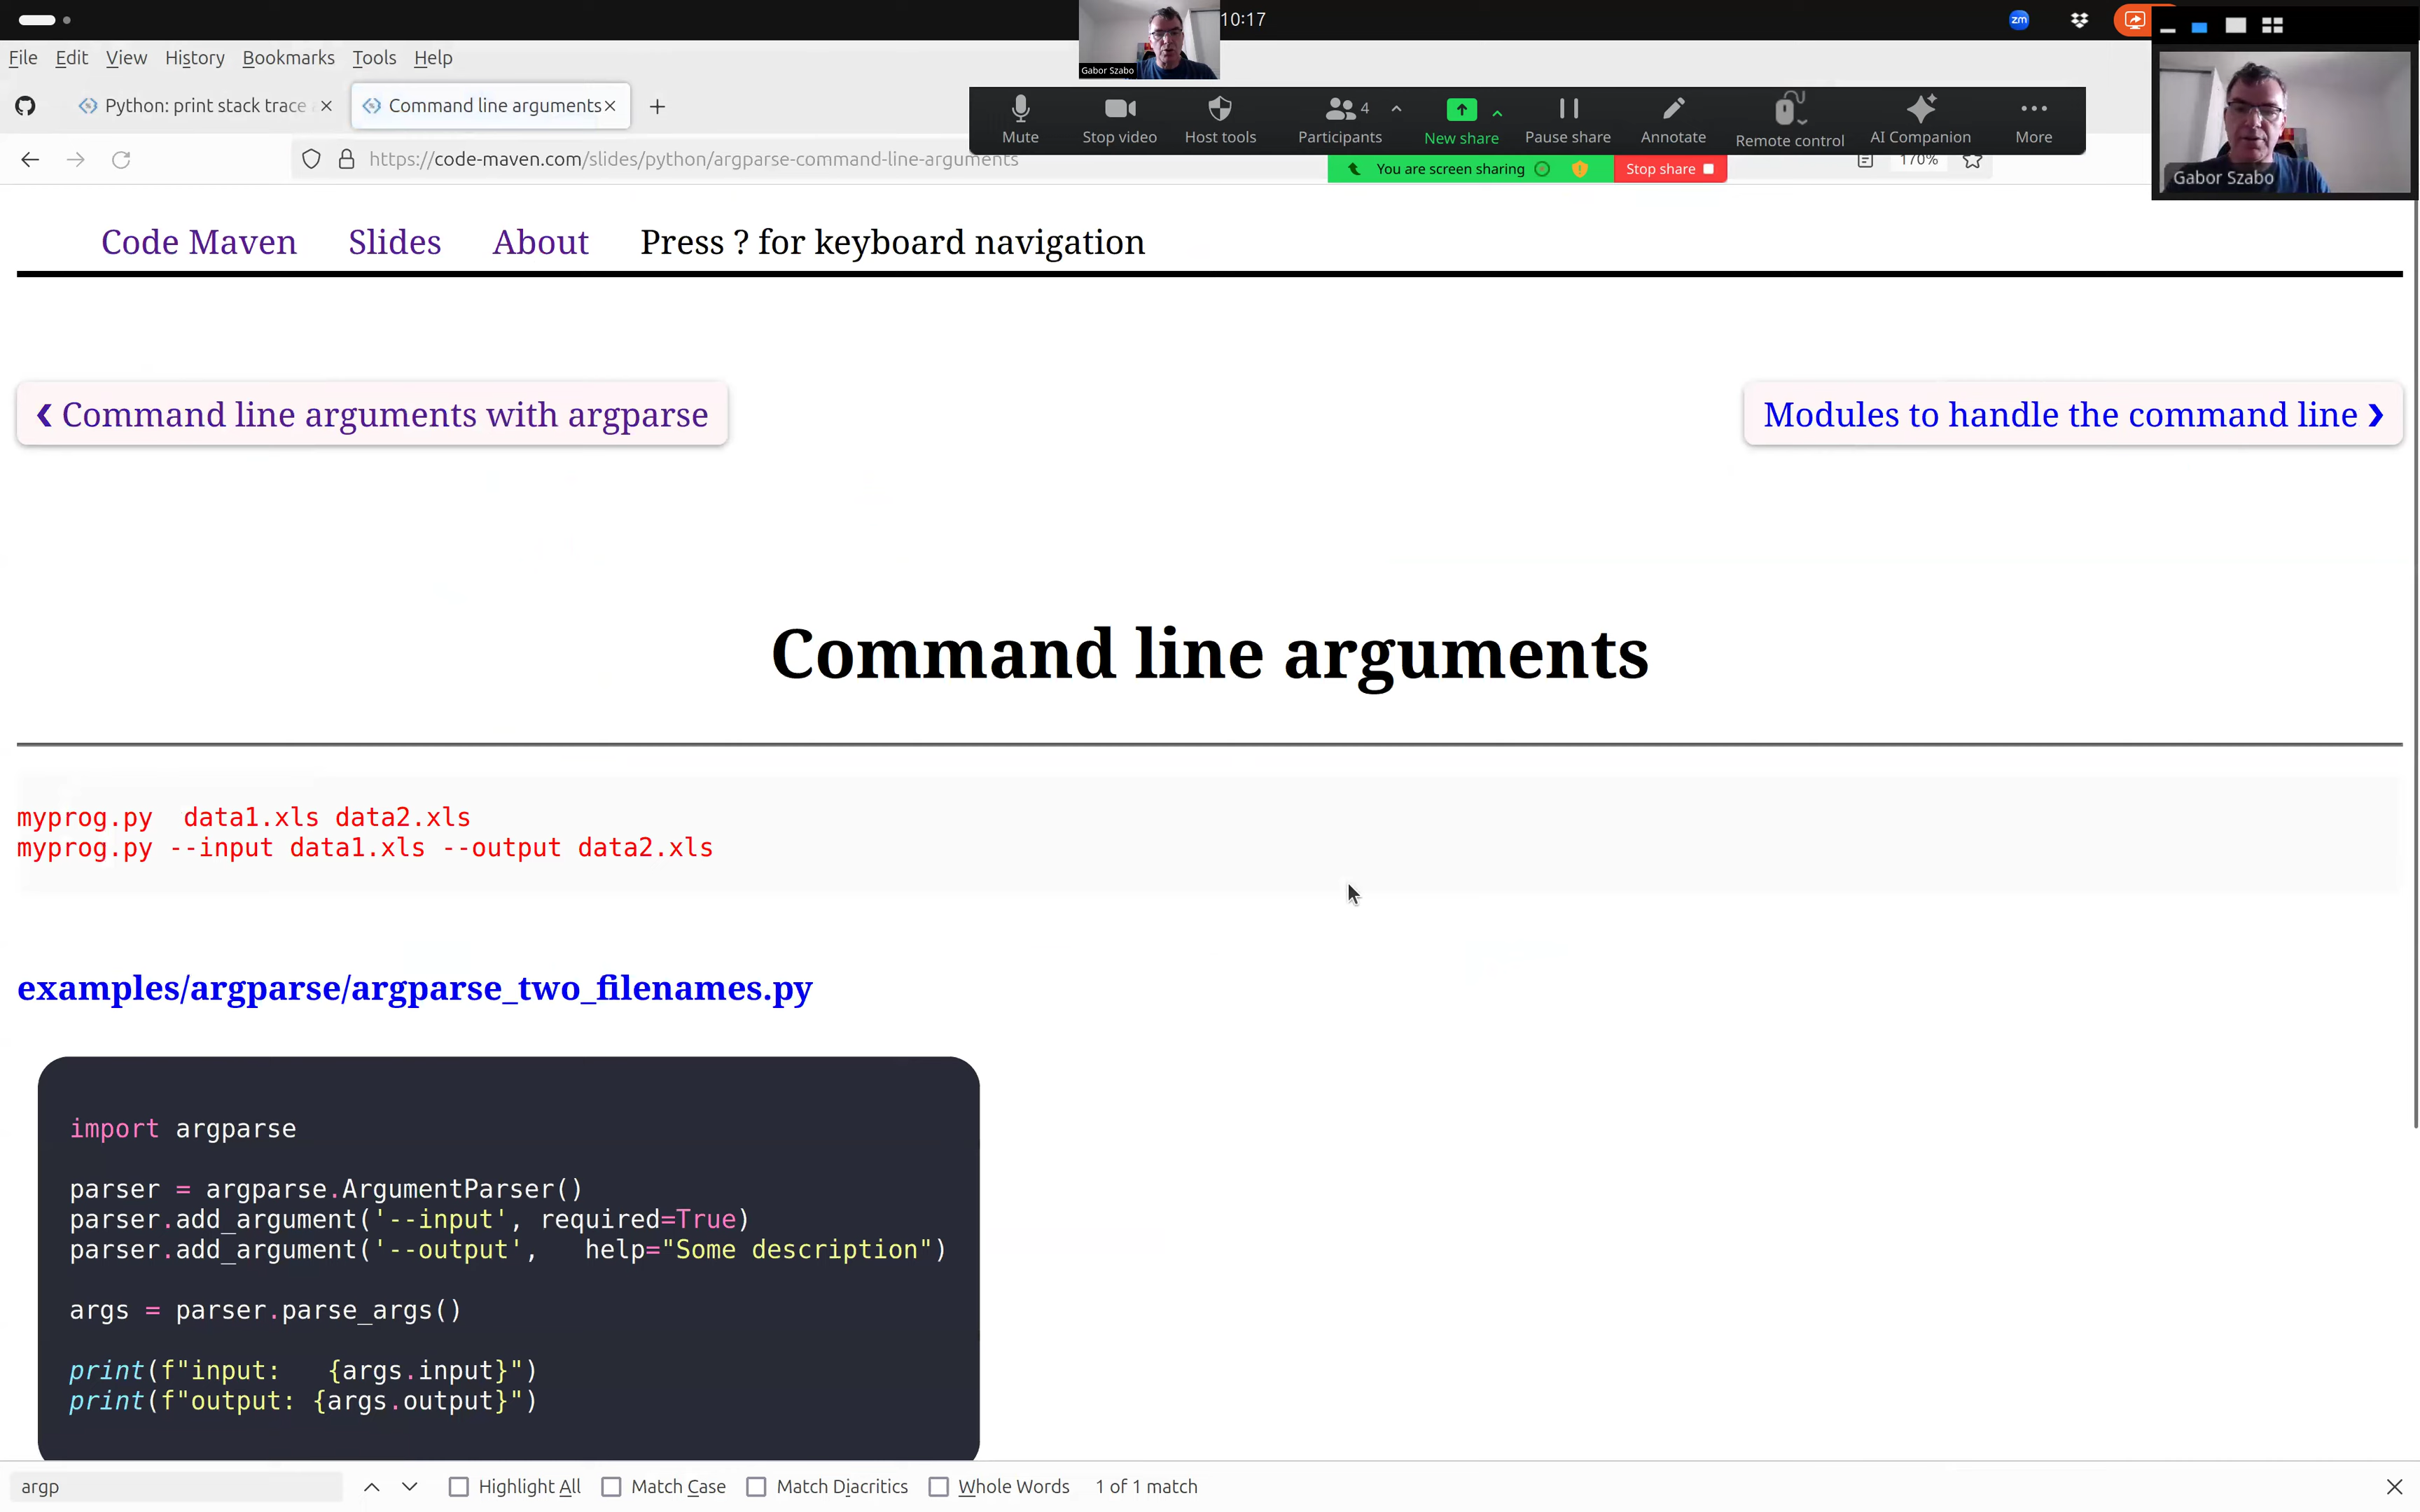 10:17
zm
File Edit View History Bookmarks Tools Help
Gabor Szabo
Python: print stack trace
Command line arguments
Mute Stop video Host tools Participants 4 New share Pause share Annotate Remote control AI Companion More
Gabor Szabo
https://code-maven.com/slides/python/argparse-command-line-arguments
You are screen sharing Stop share
170%
Code Maven Slides About Press ? for keyboard navigation
❮ Command line arguments with argparse
Modules to handle the command line ❯
Command line arguments
myprog.py  data1.xls data2.xls
myprog.py --input data1.xls --output data2.xls
examples/argparse/argparse_two_filenames.py
import argparse
parser = argparse.ArgumentParser()
parser.add_argument('--input', required=True)
parser.add_argument('--output',   help="Some description")
args = parser.parse_args()
print(f"input:   {args.input}")
print(f"output: {args.output}")
argp Highlight All Match Case Match Diacritics Whole Words 1 of 1 match